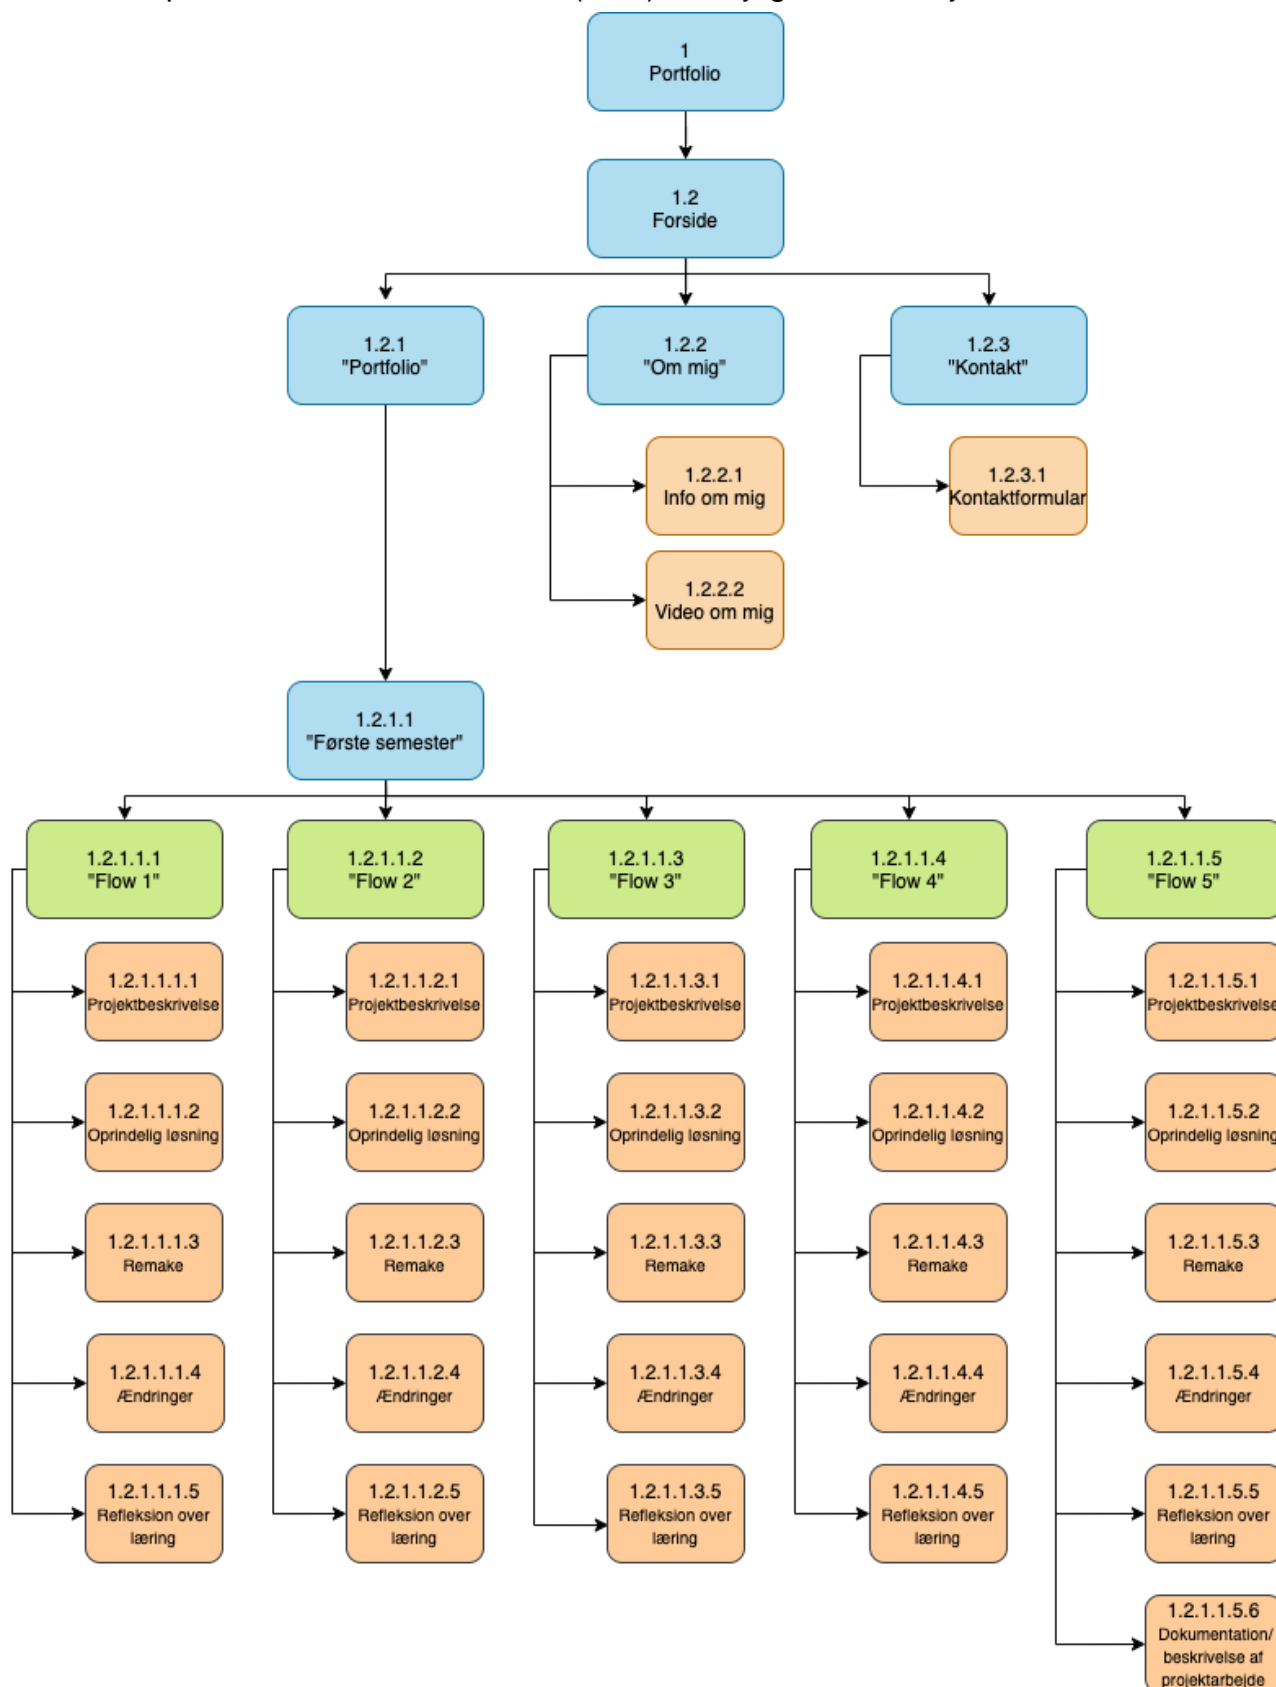 1
Portfolio
1.2
Forside
1.2.1
"Portfolio"
1.2.2
"Om mig"
1.2.3
"Kontakt"
1.2.2.1
Info om mig
1.2.3.1
Kontaktformular
1.2.2.2
Video om mig
1.2.1.1
"Første semester"
1.2.1.1.1
"Flow 1"
1.2.1.1.2
"Flow 2"
1.2.1.1.3
"Flow 3"
1.2.1.1.4
"Flow 4"
1.2.1.1.5
"Flow 5"
1.2.1.1.1.1
Projektbeskrivelse
1.2.1.1.2.1
Projektbeskrivelse
1.2.1.1.3.1
Projektbeskrivelse
1.2.1.1.4.1
Projektbeskrivelse
1.2.1.1.5.1
Projektbeskrivelse
1.2.1.1.1.2
Oprindelig løsning
1.2.1.1.2.2
Oprindelig løsning
1.2.1.1.3.2
Oprindelig løsning
1.2.1.1.4.2
Oprindelig løsning
1.2.1.1.5.2
Oprindelig løsning
1.2.1.1.1.3
Remake
1.2.1.1.2.3
Remake
1.2.1.1.3.3
Remake
1.2.1.1.4.3
Remake
1.2.1.1.5.3
Remake
1.2.1.1.1.4
Ændringer
1.2.1.1.2.4
Ændringer
1.2.1.1.3.4
Ændringer
1.2.1.1.4.4
Ændringer
1.2.1.1.5.4
Ændringer
1.2.1.1.1.5
Refleksion over
læring
1.2.1.1.2.5
Refleksion over
læring
1.2.1.1.3.5
Refleksion over
læring
1.2.1.1.4.5
Refleksion over
læring
1.2.1.1.5.5
Refleksion over
læring
1.2.1.1.5.6
Dokumentation/
beskrivelse af
projektarbejde